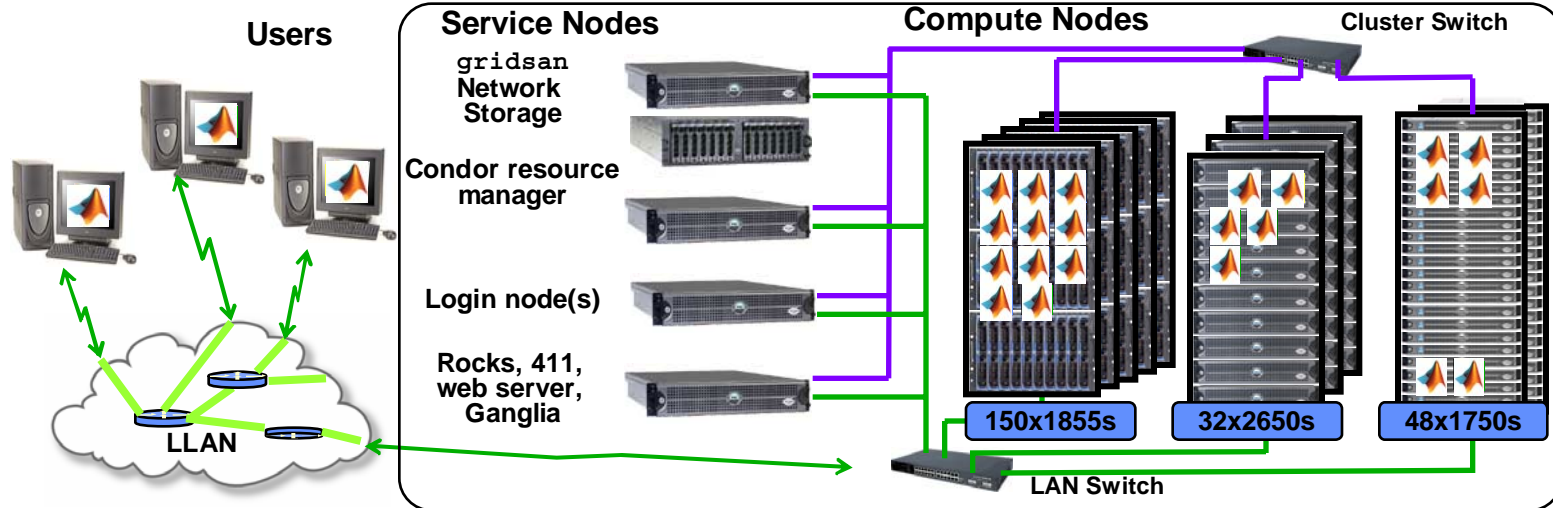 Users
Service Nodes
Compute Nodes
Cluster Switch
gridsan
Network
Storage
Condor resource
manager
Login node(s)
Rocks, 411,
web server,
Ganglia
LLAN
150x1855s
32x2650s
48x1750s
LAN Switch